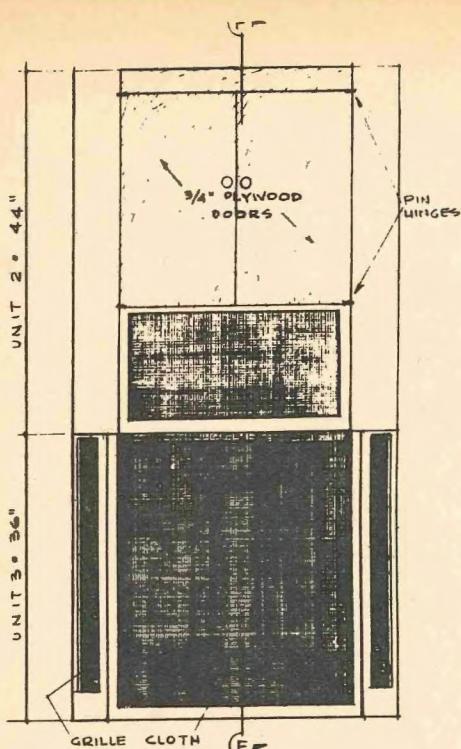 3/4" PLYWOOD
DOORS
PIN
HINGES
UNIT 2 = 44"
UNIT 3 = 36"
GRILLE CLOTH